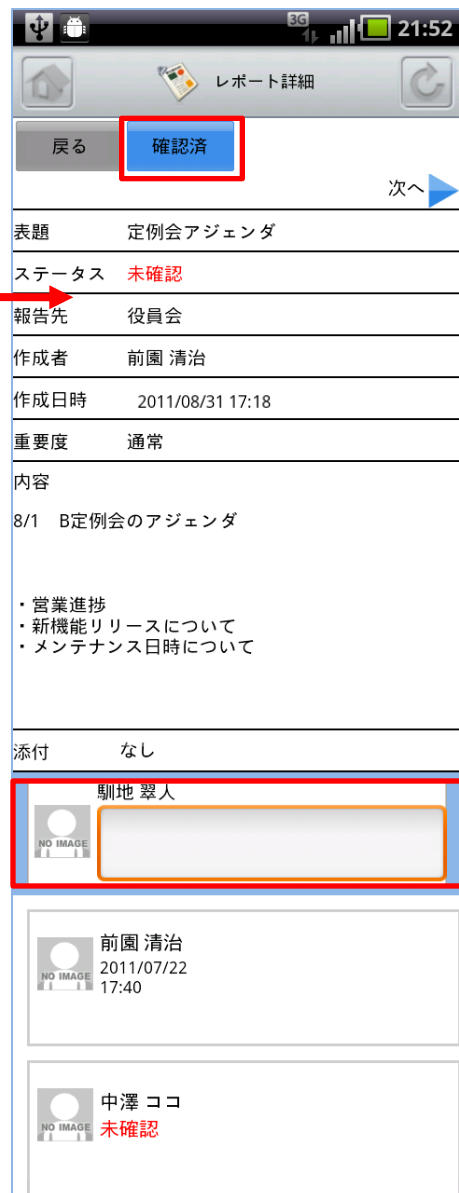 3G 21:52
レポート詳細
戻る 確認済
次へ
表題 定例会アジェンダ
ステータス 未確認
報告先 役員会
作成者 前園 清治
作成日時 2011/08/31 17:18
重要度 通常
内容
8/1 B定例会のアジェンダ
・営業進捗
・新機能リリースについて
・メンテナンス日時について
添付 なし
馴地 翠人
NO IMAGE
前園 清治
2011/07/22
NO IMAGE
17:40
中澤 ココ
NO IMAGE 未確認